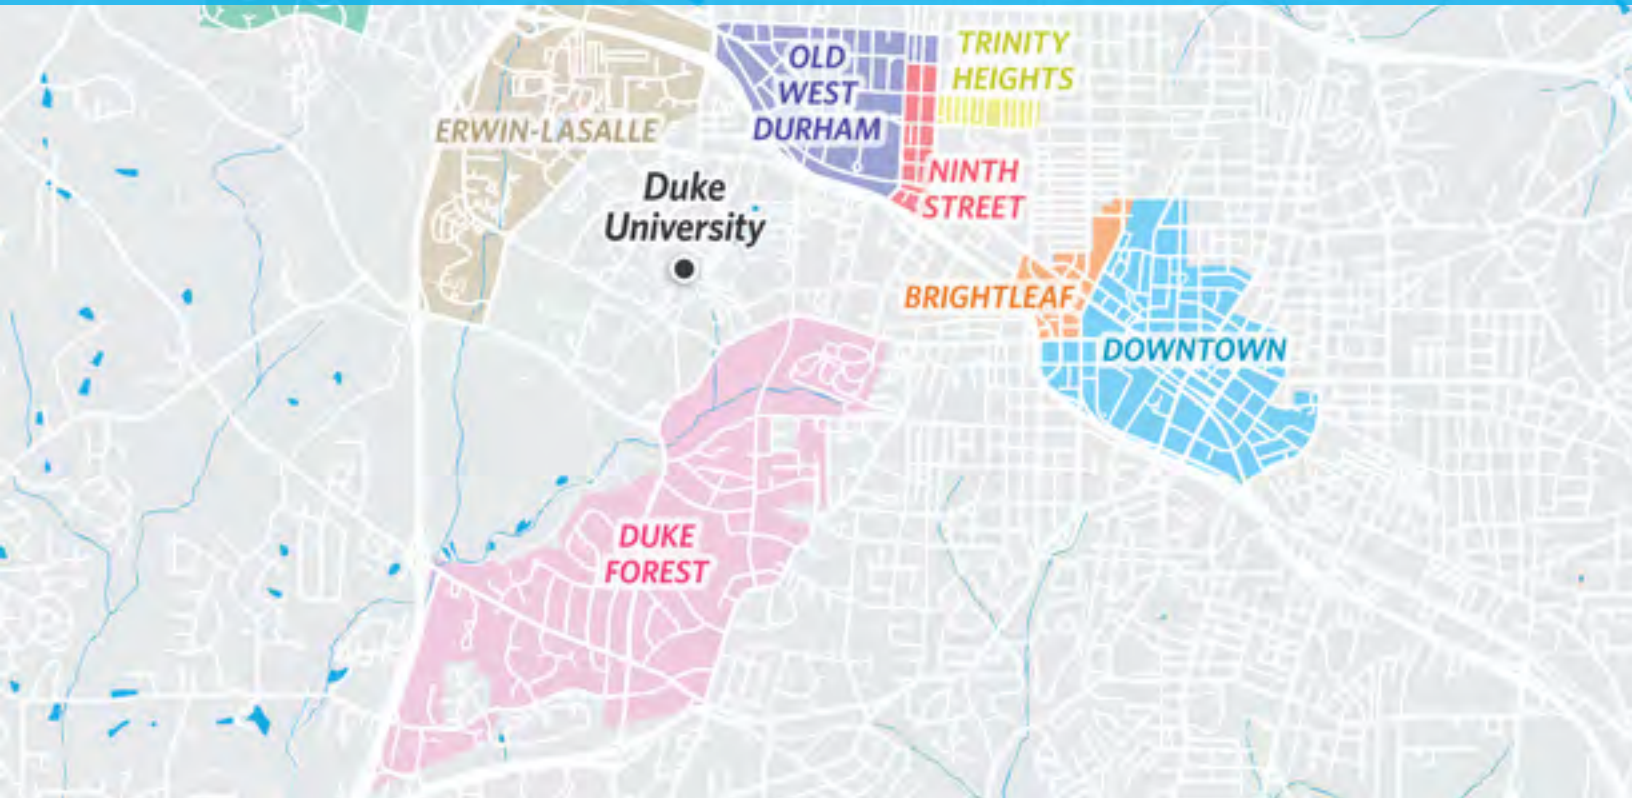 OLD
WEST
DURHAM
TRINITY
HEIGHTS
ERWIN-LASALLE
NINTH
STREET
Duke
University
BRIGHTLEAF
DOWNTOWN
DUKE
FOREST